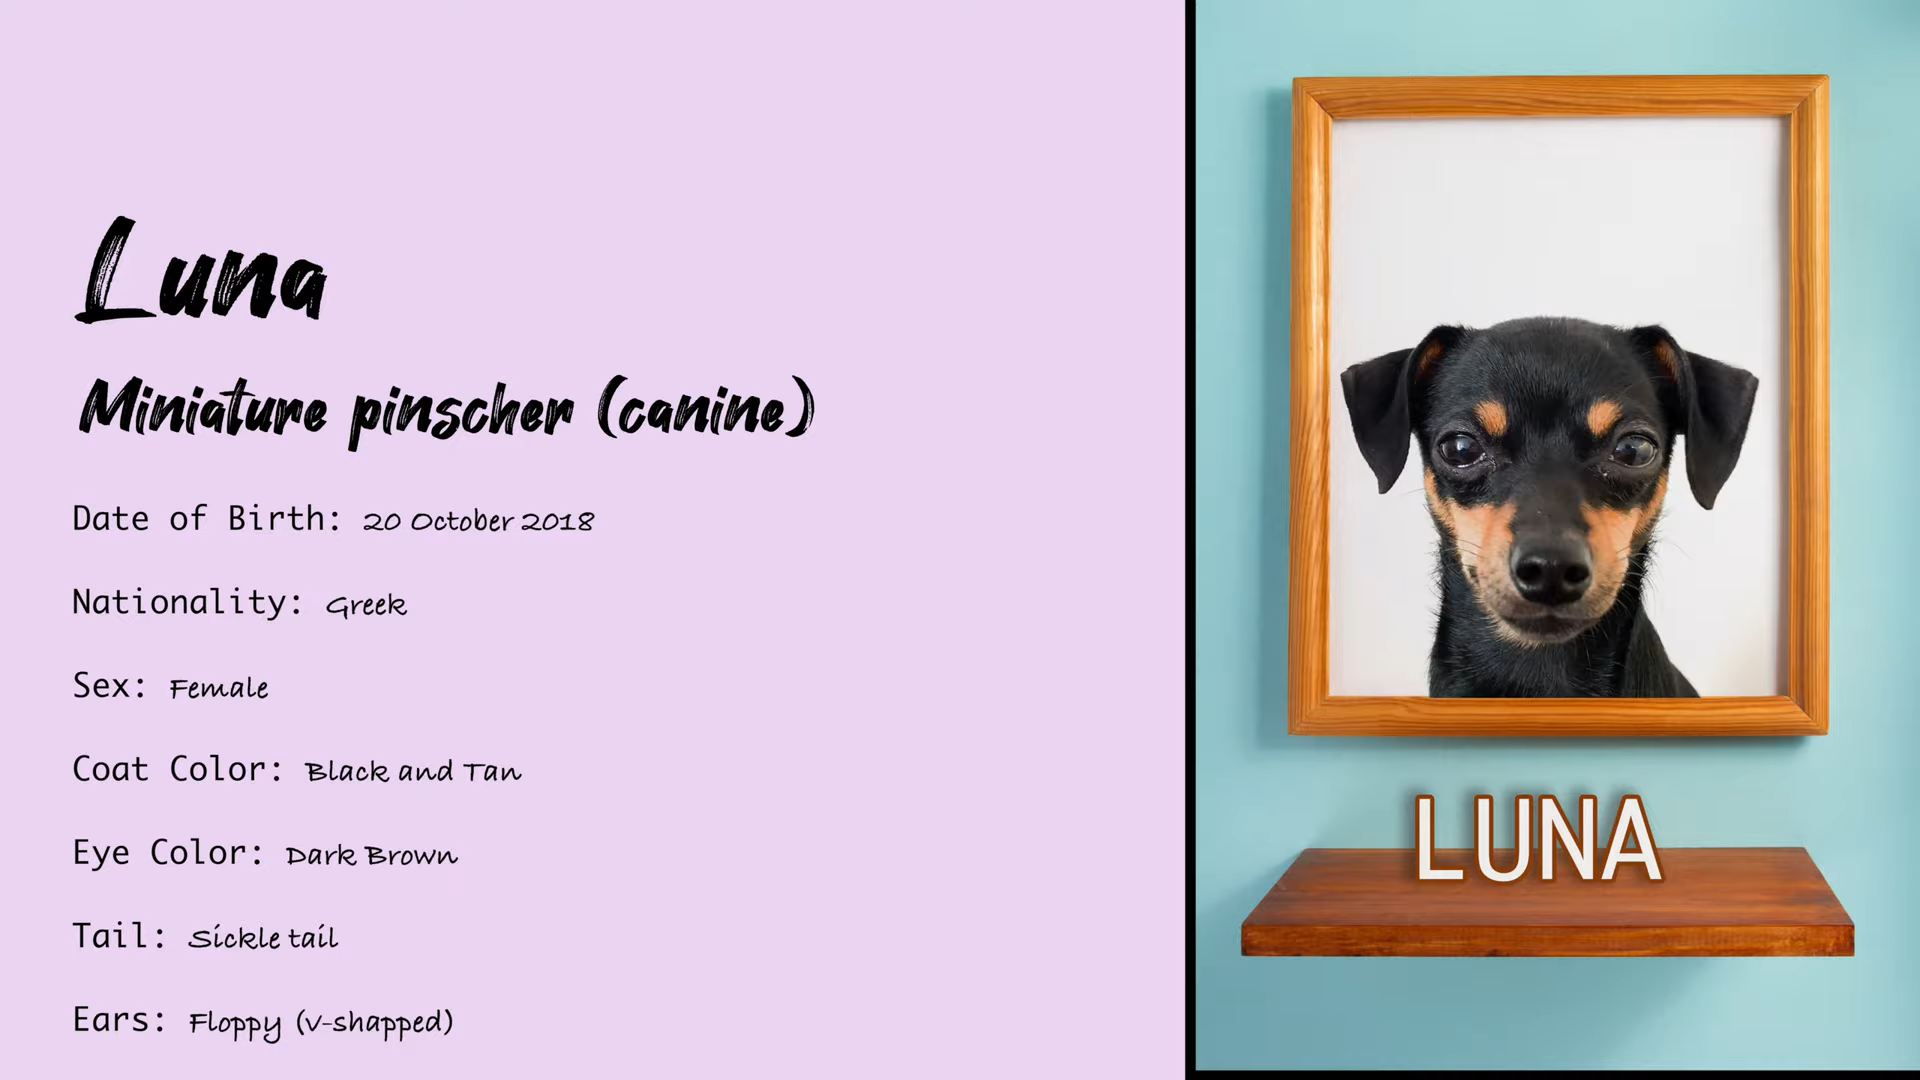 Luna
Miniature pinscher (canine)
Date of Birth: 20 October 2018
Nationality: Greek
Sex: Female
Coat Color: Black and Tan
Eye Color: Dark Brown
Tail: Sickle tail
Ears: Floppy (v-shapped)
LUNA